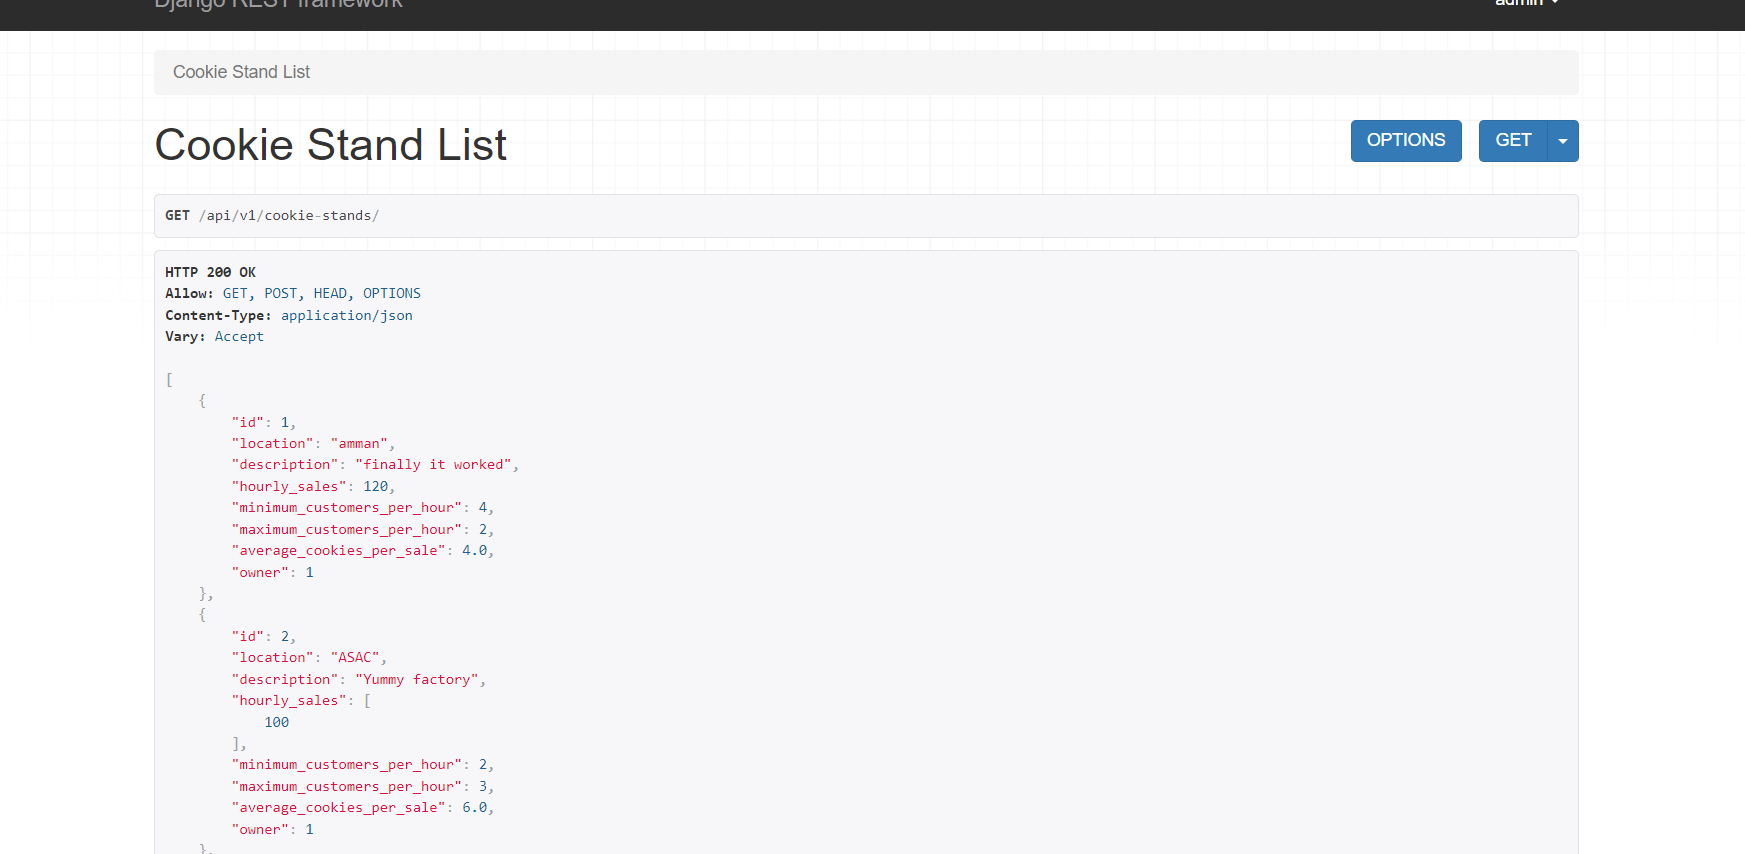 Django REST framework
admin
Cookie Stand List
Cookie Stand List
OPTIONS
GET
GET /api/v1/cookie-stands/
HTTP 200 OK
Allow: GET, POST, HEAD, OPTIONS
Content-Type: application/json
Vary: Accept
[
    {
        "id": 1,
        "location": "amman",
        "description": "finally it worked",
        "hourly_sales": 120,
        "minimum_customers_per_hour": 4,
        "maximum_customers_per_hour": 2,
        "average_cookies_per_sale": 4.0,
        "owner": 1
    },
    {
        "id": 2,
        "location": "ASAC",
        "description": "Yummy factory",
        "hourly_sales": [
            100
        ],
        "minimum_customers_per_hour": 2,
        "maximum_customers_per_hour": 3,
        "average_cookies_per_sale": 6.0,
        "owner": 1
    },